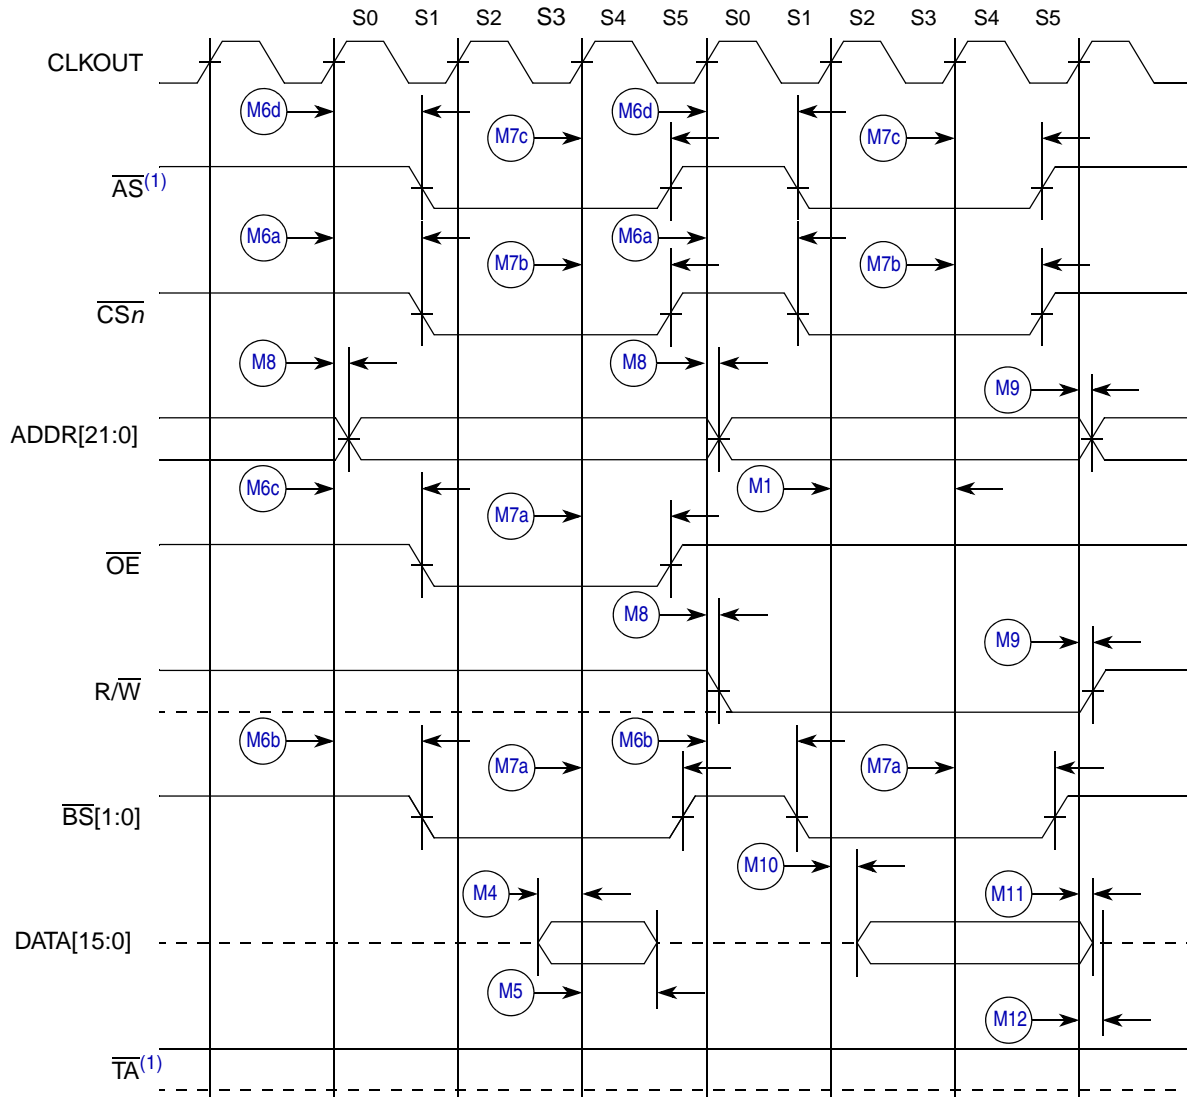 S0 S1 S2 S3 S4 S5 S0 S1 S2 S3 S4 S5
CLKOUT
M6d M6d
M7c M7c
AS(1)
M6a M6a
M7b M7b
CSn
M8 M8
M9
ADDR[21:0]
M6c M1
M7a
OE
M8
M9
R/W
M6b M6b
M7a M7a
BS[1:0]
M10
M4 M11
DATA[15:0]
M5
M12
TA(1)